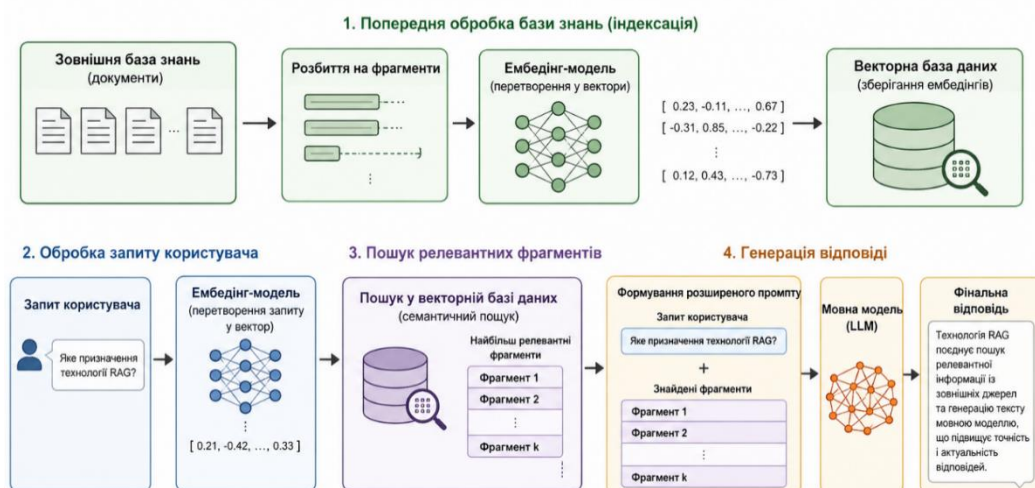 1. Попередня обробка бази знань (індексація)
Зовнішня база знань
(документи)
...
Розбиття на фрагменти
⋮
Ембедінг-модель
(перетворення у вектори)
[ 0.23, -0.11, ..., 0.67 ]
[ -0.31, 0.85, ..., -0.22 ]
⋮
[ 0.12, 0.43, ..., -0.73 ]
Векторна база даних
(зберігання ембедінгів)
2. Обробка запиту користувача
Запит користувача
Яке призначення
технології RAG?
Ембедінг-модель
(перетворення запиту
у вектор)
[ 0.21, -0.42, ..., 0.33 ]
3. Пошук релевантних фрагментів
Пошук у векторній базі даних
(семантичний пошук)
Найбільш релевантні
фрагменти
Фрагмент 1
Фрагмент 2
⋮
Фрагмент k
⋮
4. Генерація відповіді
Формування розширеного промпту
Запит користувача
Яке призначення технології RAG?
+
Знайдені фрагменти
Фрагмент 1
Фрагмент 2
⋮
Фрагмент k
Мовна модель
(LLM)
Фінальна
відповідь
Технологія RAG
поєднує пошук
релевантної
інформації із
зовнішніх джерел
та генерацію тексту
мовною моделлю,
що підвищує точність
і актуальність
відповідей.